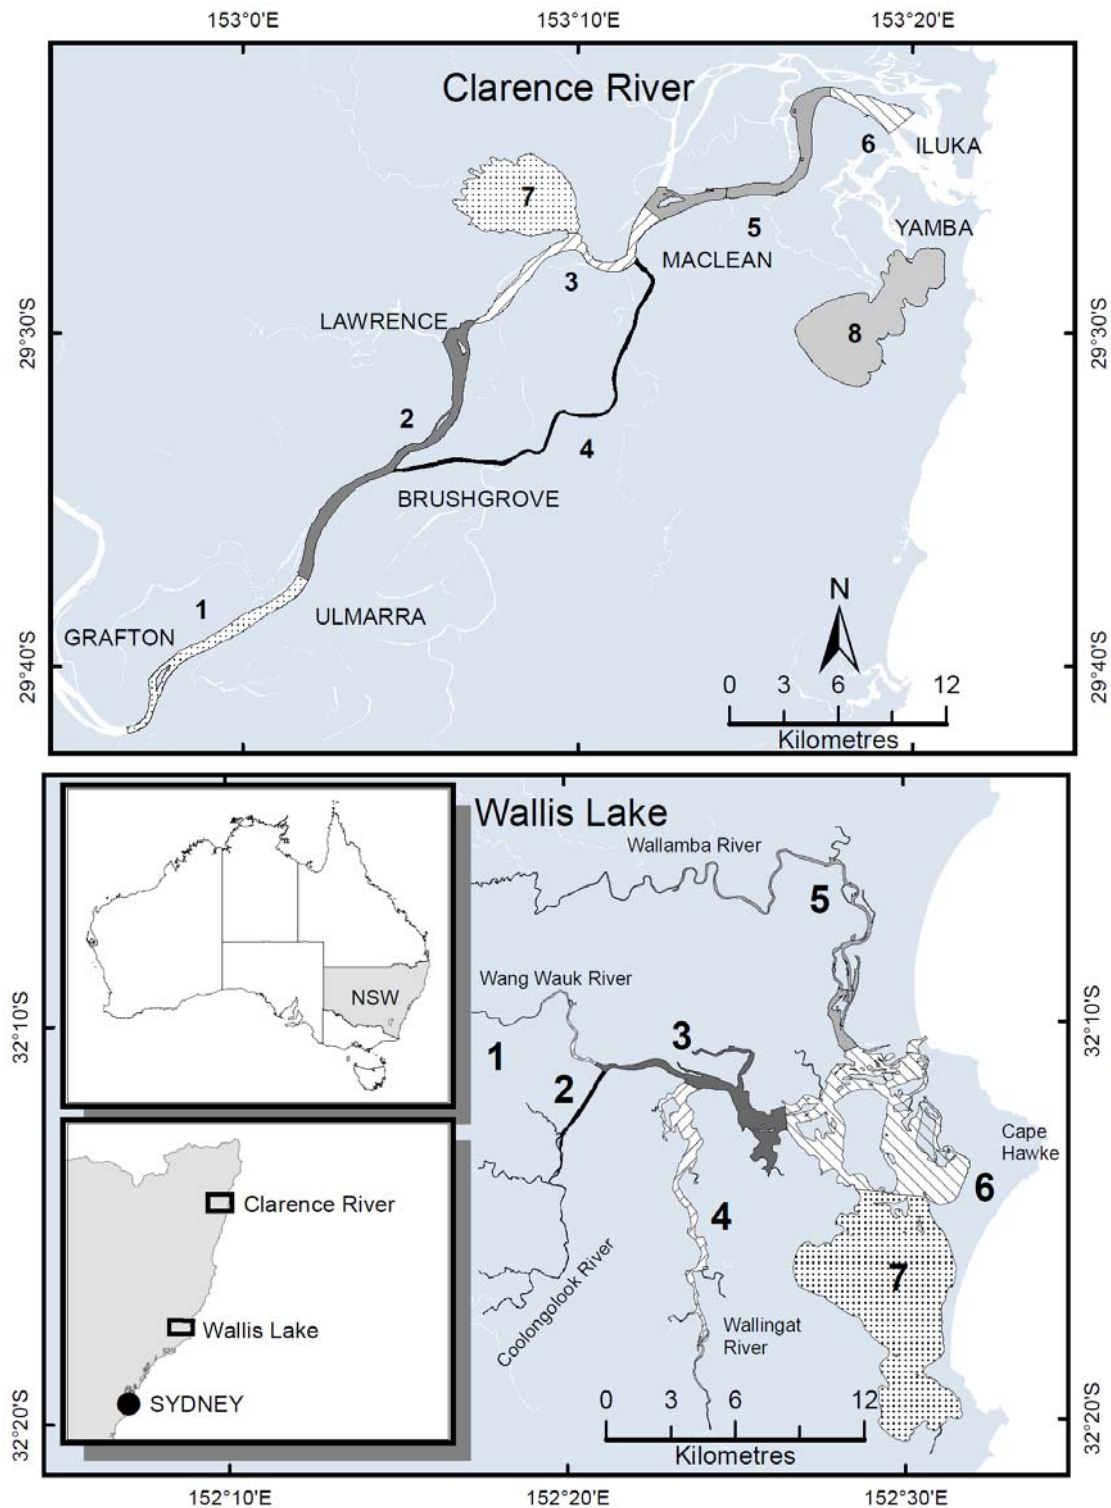 153°0'E 153°10'E 153°20'E
Clarence River
6
ILUKA
7
5
YAMBA
MACLEAN
3
LAWRENCE
29°30'S
29°30'S
8
2
4
BRUSHGROVE
1
ULMARRA
N
GRAFTON
29°40'S
29°40'S
0 3 6 12
Kilometres
Wallis Lake
Wallamba River
5
Wang Wauk River
NSW
32°10'S
32°10'S
1
3
2
Cape
Hawke
6
4
Clarence River
7
Coolongolook River
Wallis Lake
Wallingat
River
SYDNEY
0 3 6 12
Kilometres
32°20'S
32°20'S
152°10'E 152°20'E 152°30'E